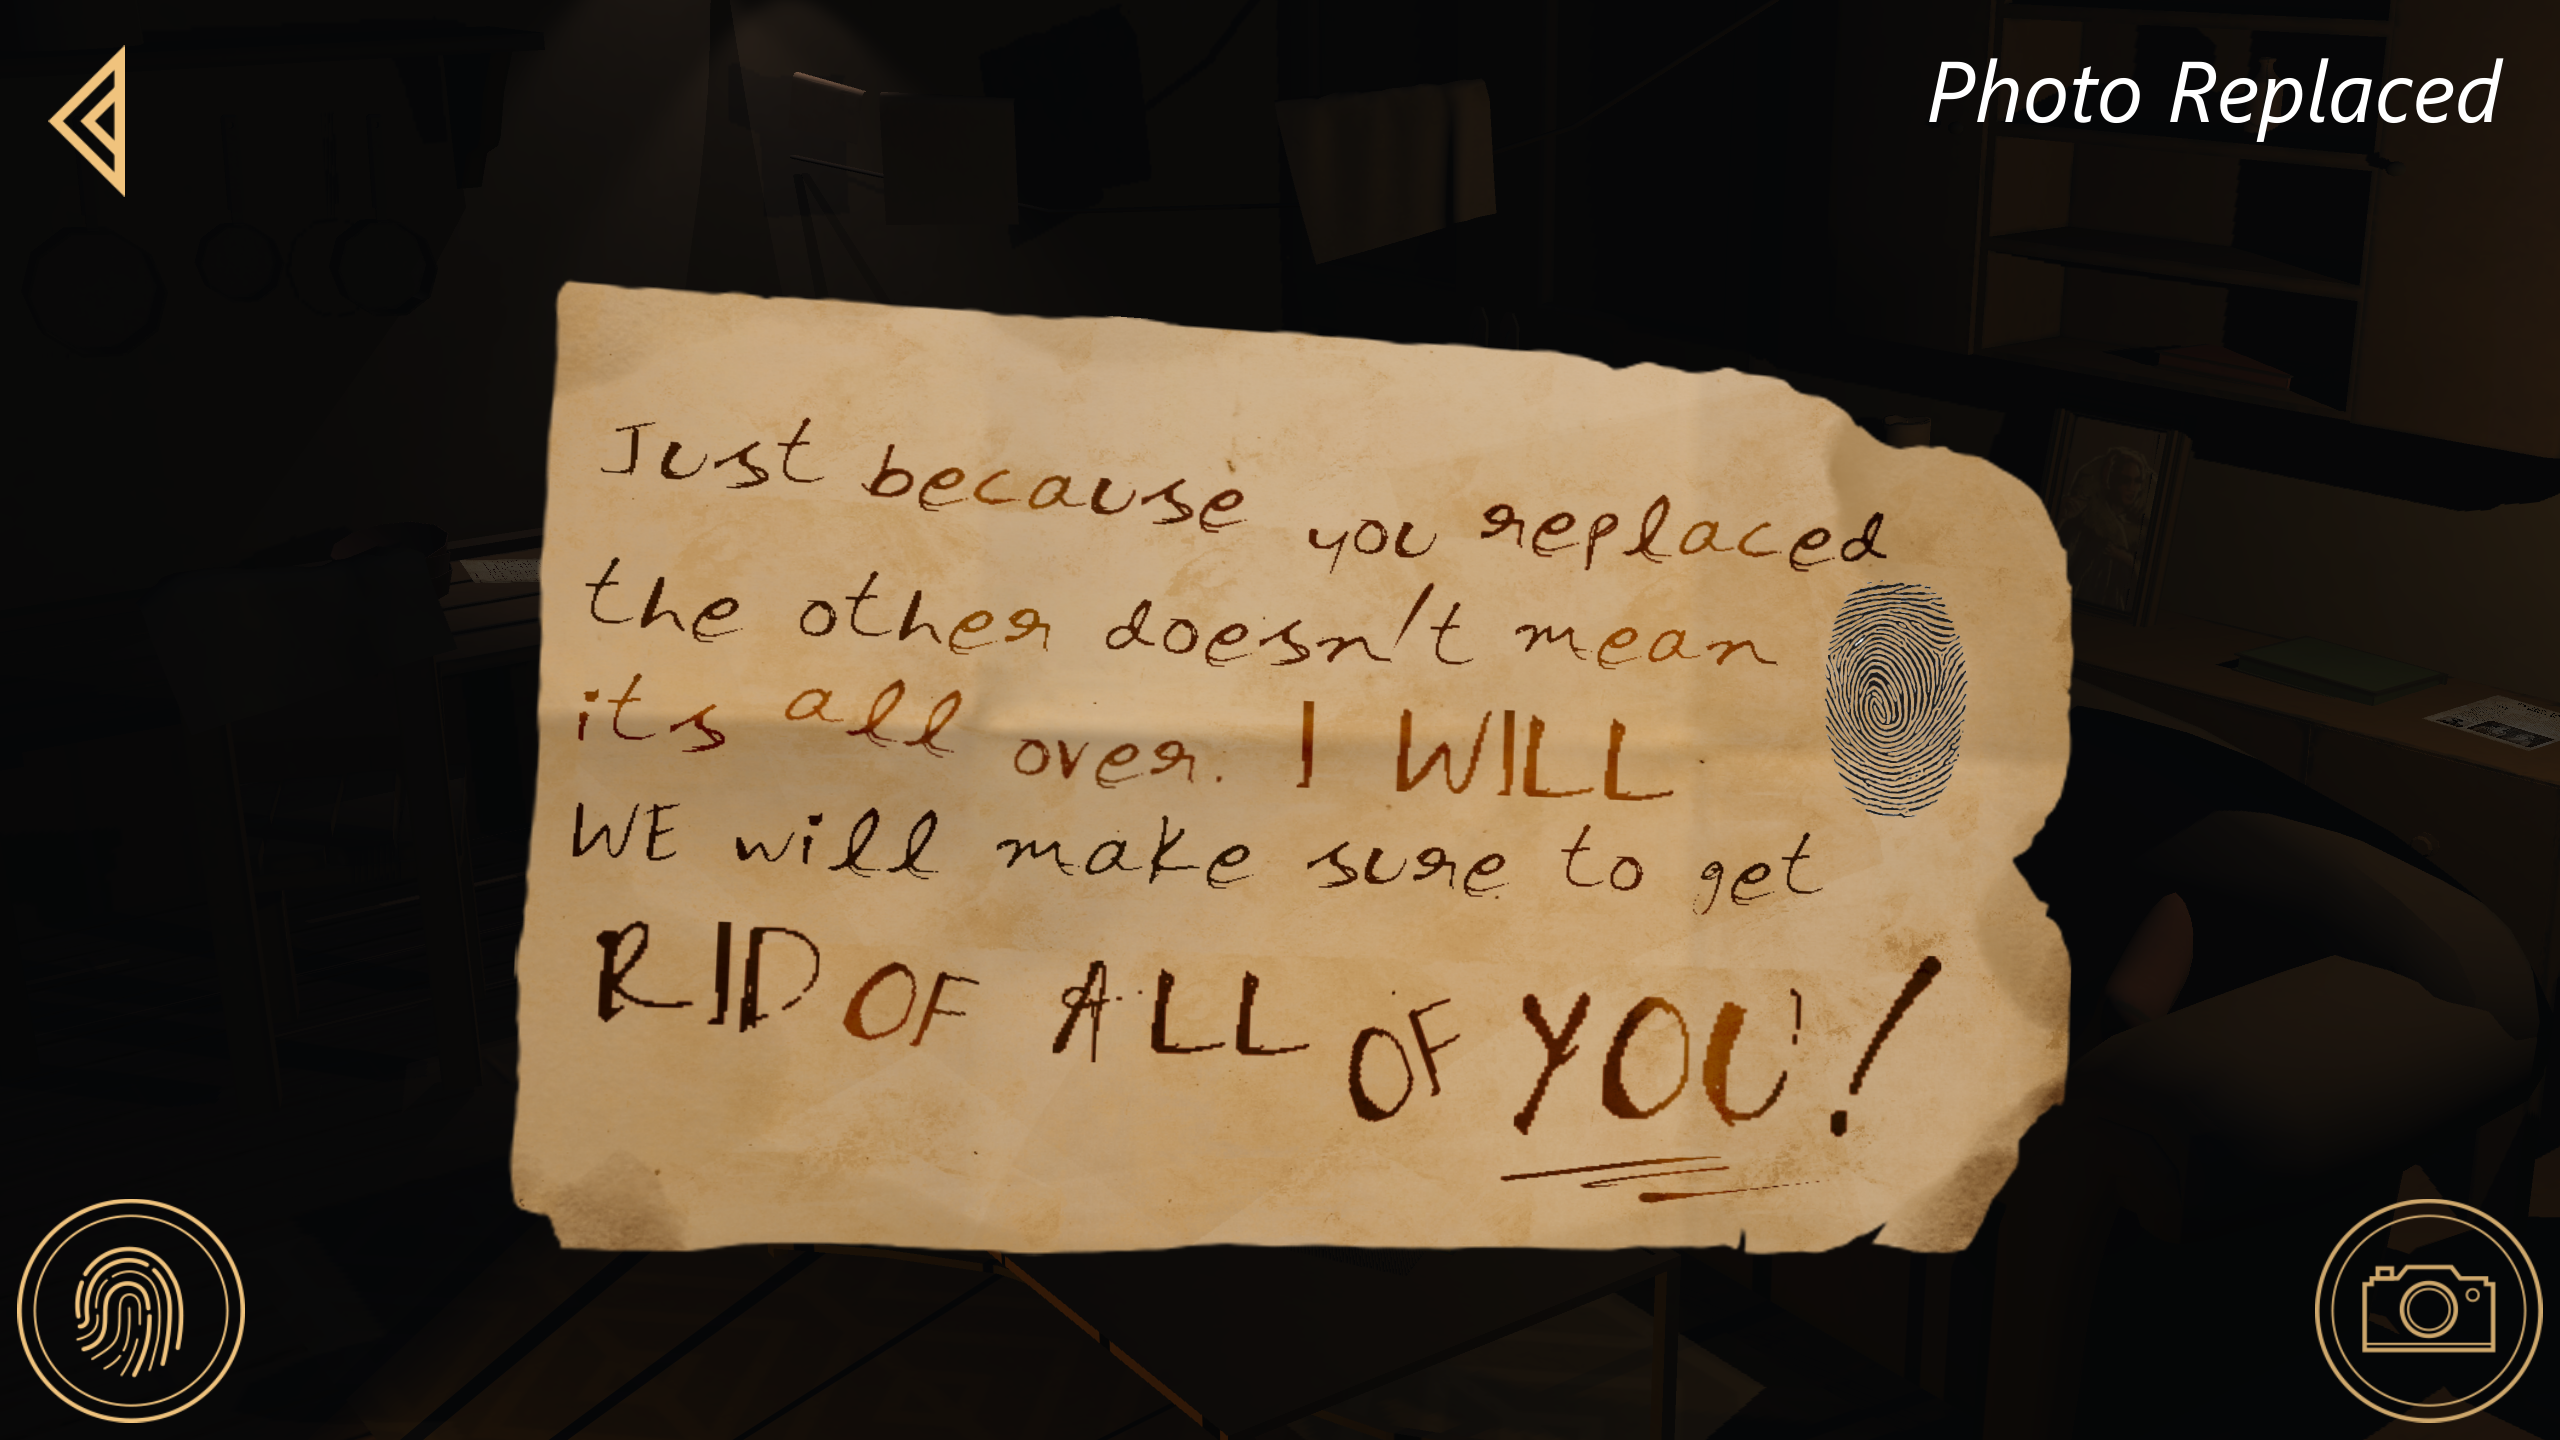 Photo Replaced
Just because you replaced
the other doesn't mean
its all over. I WILL
WE will make sure to get
RID OF ALL OF YOU!